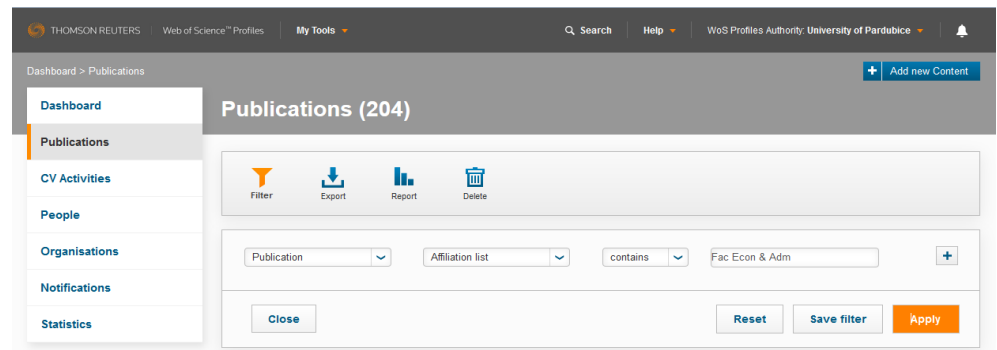 THOMSON REUTERS Web of Science™ Profiles My Tools Search Help WoS Profiles Authority: University of Pardubice
Dashboard > Publications
Add new Content
Dashboard
Publications (204)
Publications
CV Activities
Filter Export Report Delete
People
Organisations
Publication Affiliation list contains Fac Econ & Adm
Notifications
Statistics
Close Reset Save filter Apply